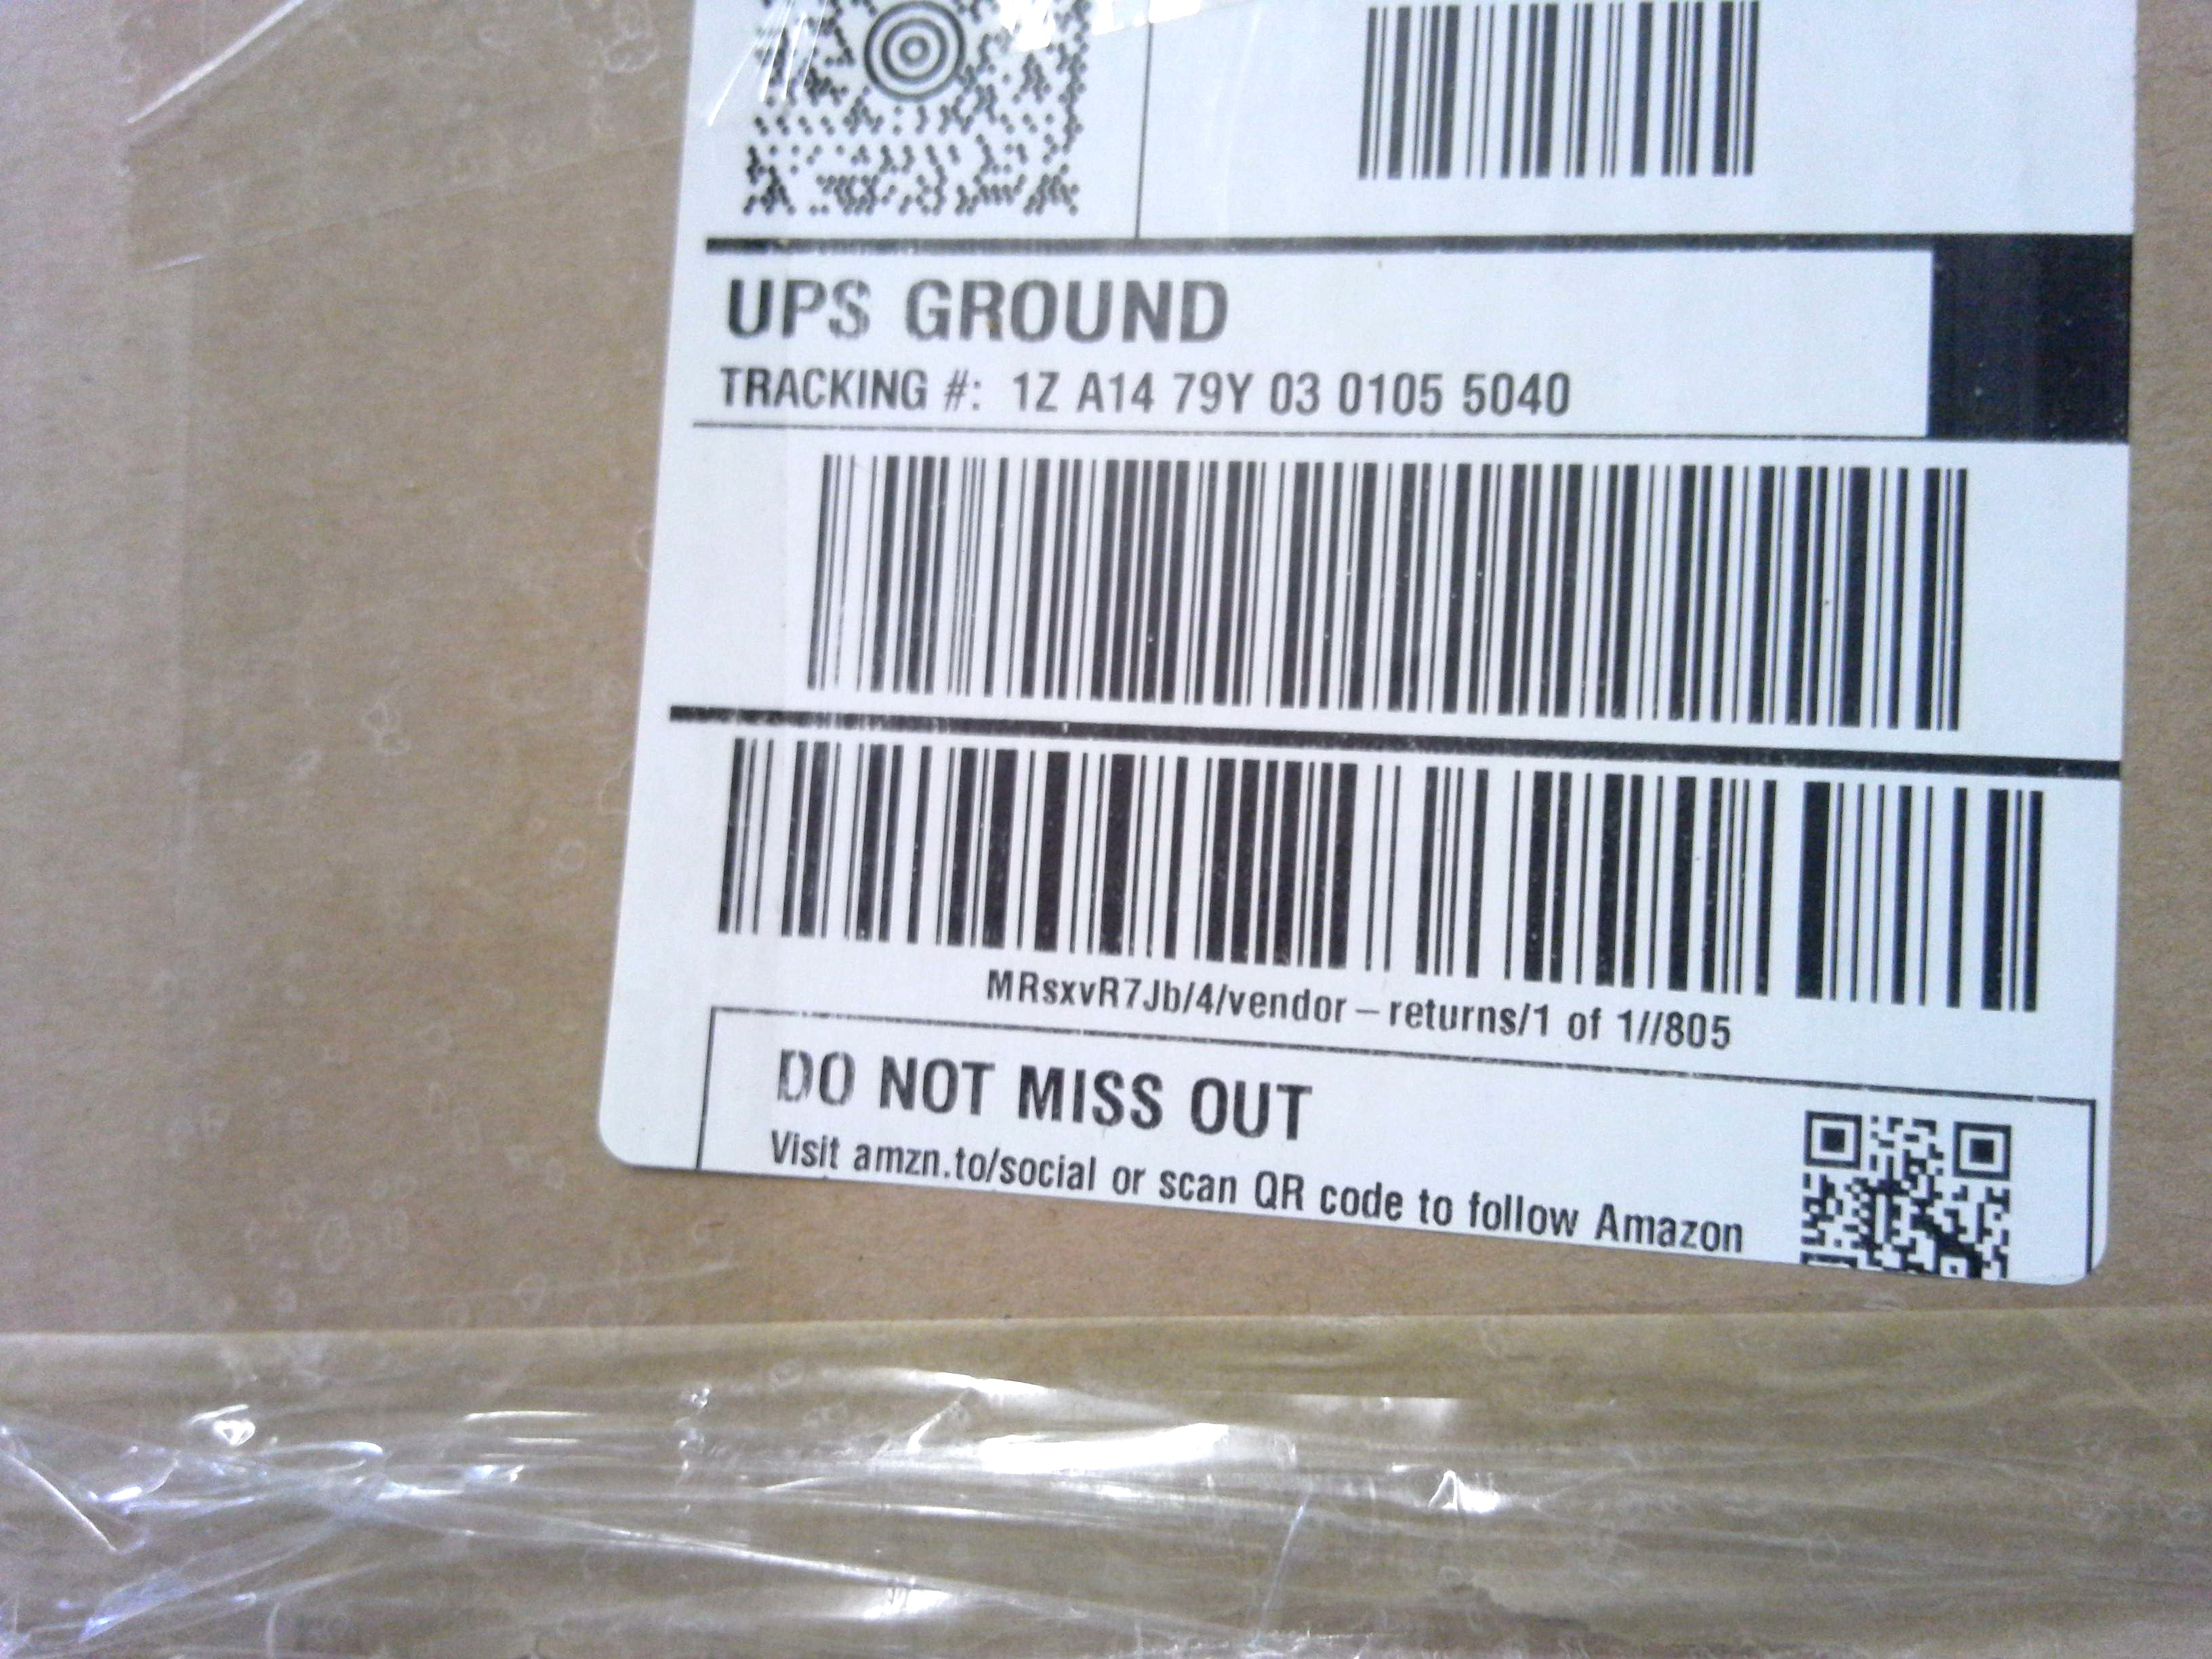 UPS GROUND
TRACKING #: 1Z A14 79Y 03 0105 5040
MRsxvR7Jb/4/vendor-returns/1 of 1//805
DO NOT MISS OUT
Visit amzn.to/social or scan QR code to follow Amazon